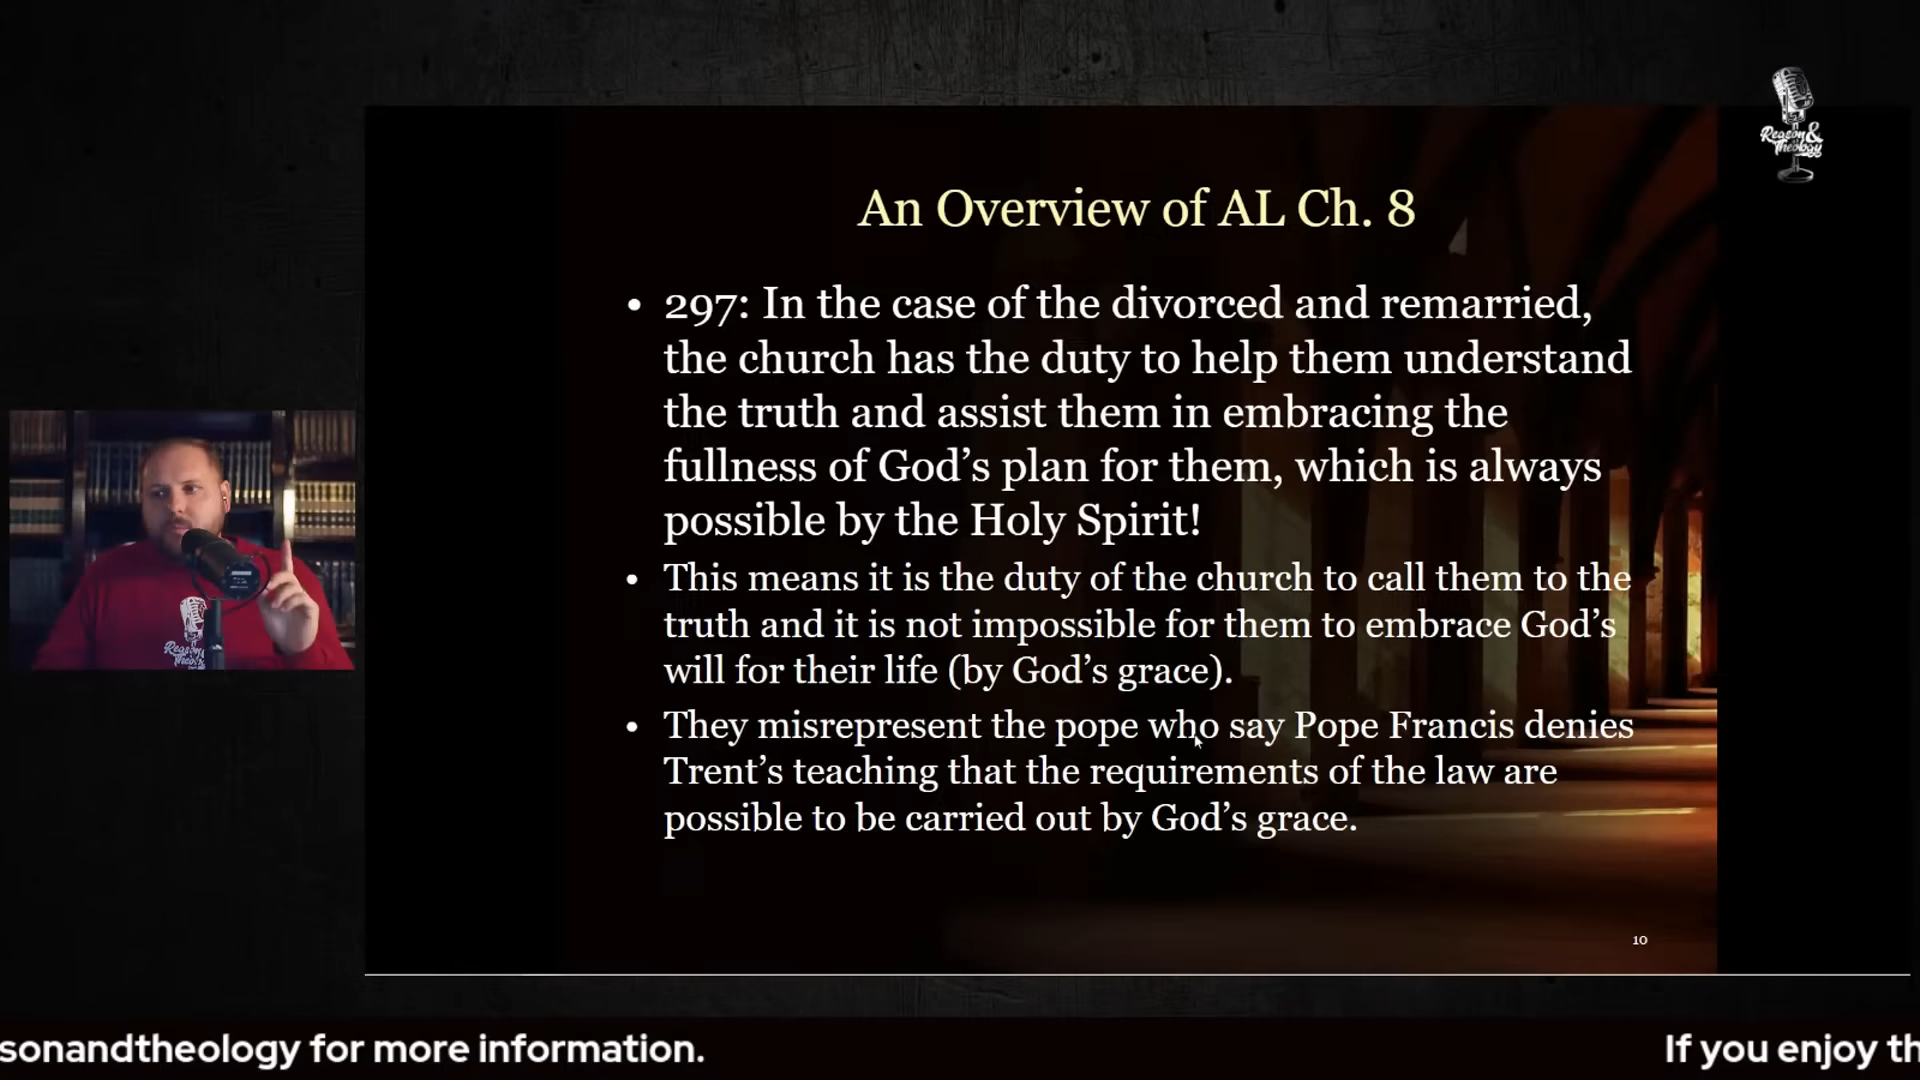 Reason &
Theology
An Overview of AL Ch. 8
• 297: In the case of the divorced and remarried,
the church has the duty to help them understand
the truth and assist them in embracing the
fullness of God's plan for them, which is always
possible by the Holy Spirit!
• This means it is the duty of the church to call them to the
truth and it is not impossible for them to embrace God's
will for their life (by God's grace).
• They misrepresent the pope who say Pope Francis denies
Trent's teaching that the requirements of the law are
possible to be carried out by God's grace.
10
sonandtheology for more information.
If you enjoy th